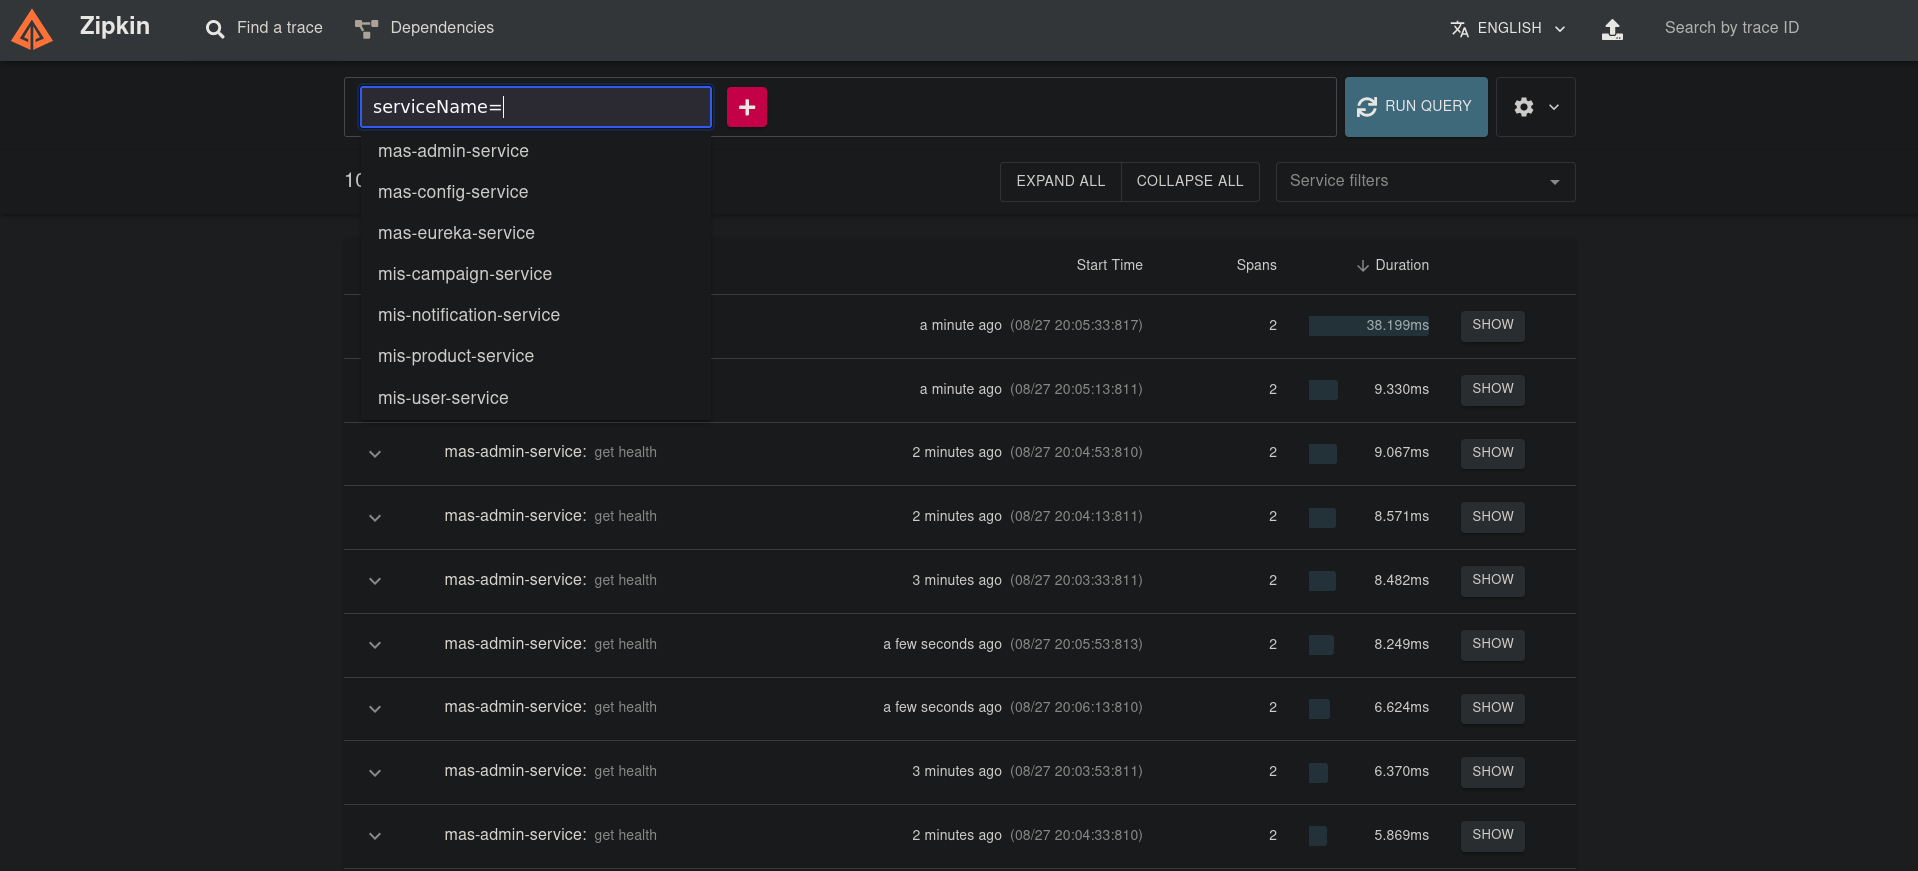 Zipkin Find a trace Dependencies ENGLISH Search by trace ID
serviceName= + RUN QUERY
mas-admin-service
10 EXPAND ALL COLLAPSE ALL Service filters
mas-config-service
mas-eureka-service
Start Time Spans Duration
mis-campaign-service
mis-notification-service
a minute ago (08/27 20:05:33:817) 2 38.199ms SHOW
mis-product-service
a minute ago (08/27 20:05:13:811) 2 9.330ms SHOW
mis-user-service
mas-admin-service: get health 2 minutes ago (08/27 20:04:53:810) 2 9.067ms SHOW
mas-admin-service: get health 2 minutes ago (08/27 20:04:13:811) 2 8.571ms SHOW
mas-admin-service: get health 3 minutes ago (08/27 20:03:33:811) 2 8.482ms SHOW
mas-admin-service: get health a few seconds ago (08/27 20:05:53:813) 2 8.249ms SHOW
mas-admin-service: get health a few seconds ago (08/27 20:06:13:810) 2 6.624ms SHOW
mas-admin-service: get health 3 minutes ago (08/27 20:03:53:811) 2 6.370ms SHOW
mas-admin-service: get health 2 minutes ago (08/27 20:04:33:810) 2 5.869ms SHOW